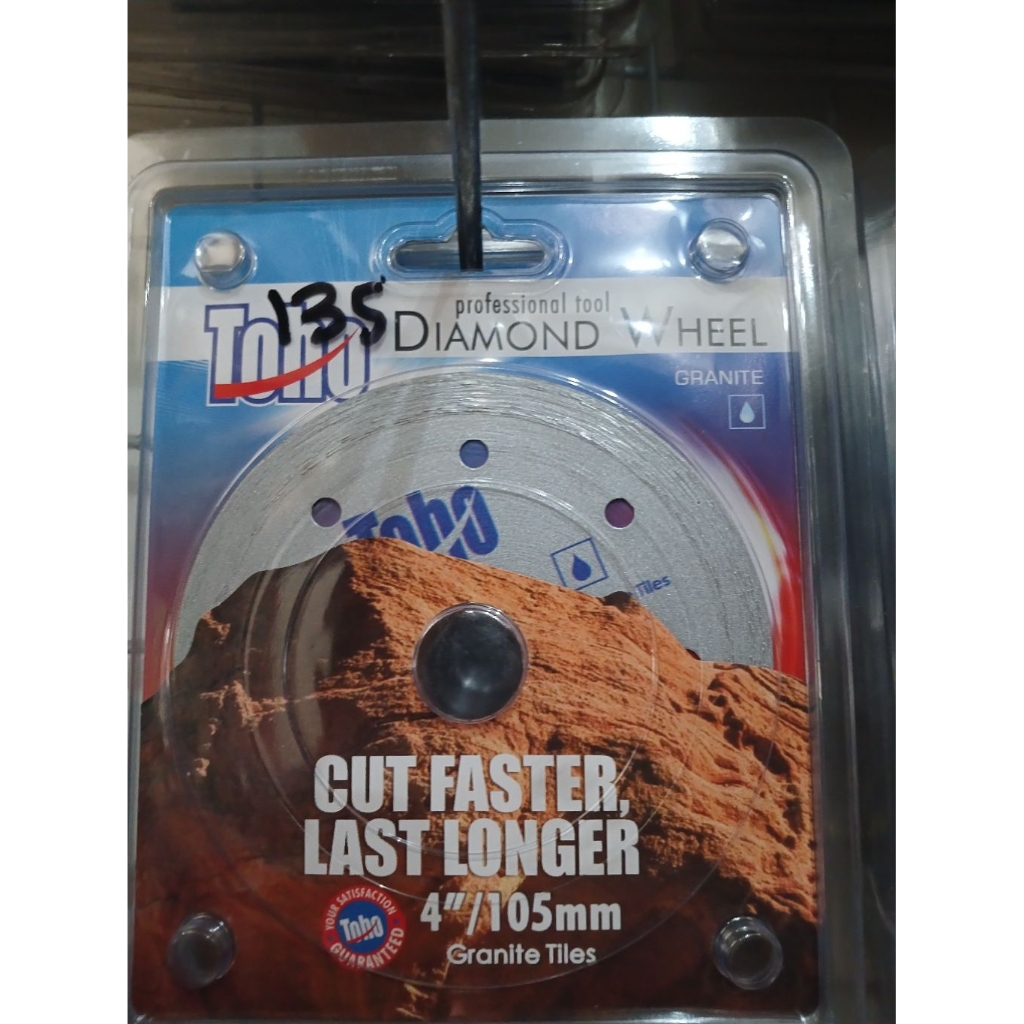 135
professional tool
Toho DIAMOND WHEEL
GRANITE
Toho
Tiles
CUT FASTER,
LAST LONGER
4"/105mm
YOUR SATISFACTION
Toho
GUARANTEED
Granite Tiles